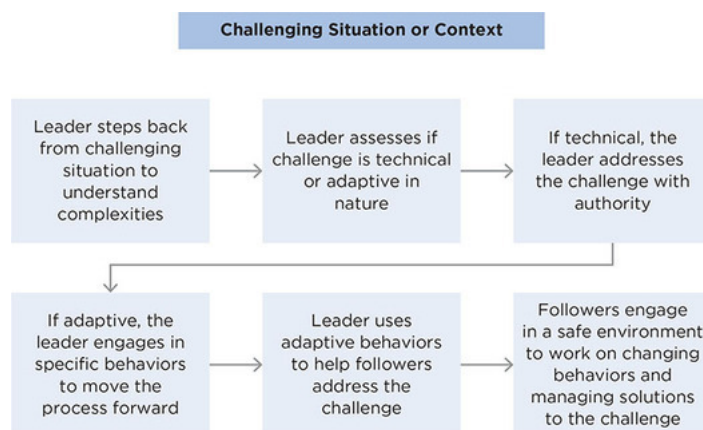 Challenging Situation or Context
Leader steps back
from challenging
situation to
understand
complexities
Leader assesses if
challenge is technical
or adaptive in
nature
If technical, the
leader addresses
the challenge with
authority
If adaptive, the
leader engages in
specific behaviors
to move the
process forward
Leader uses
adaptive behaviors
to help followers
address the
challenge
Followers engage
in a safe environment
to work on changing
behaviors and
managing solutions
to the challenge